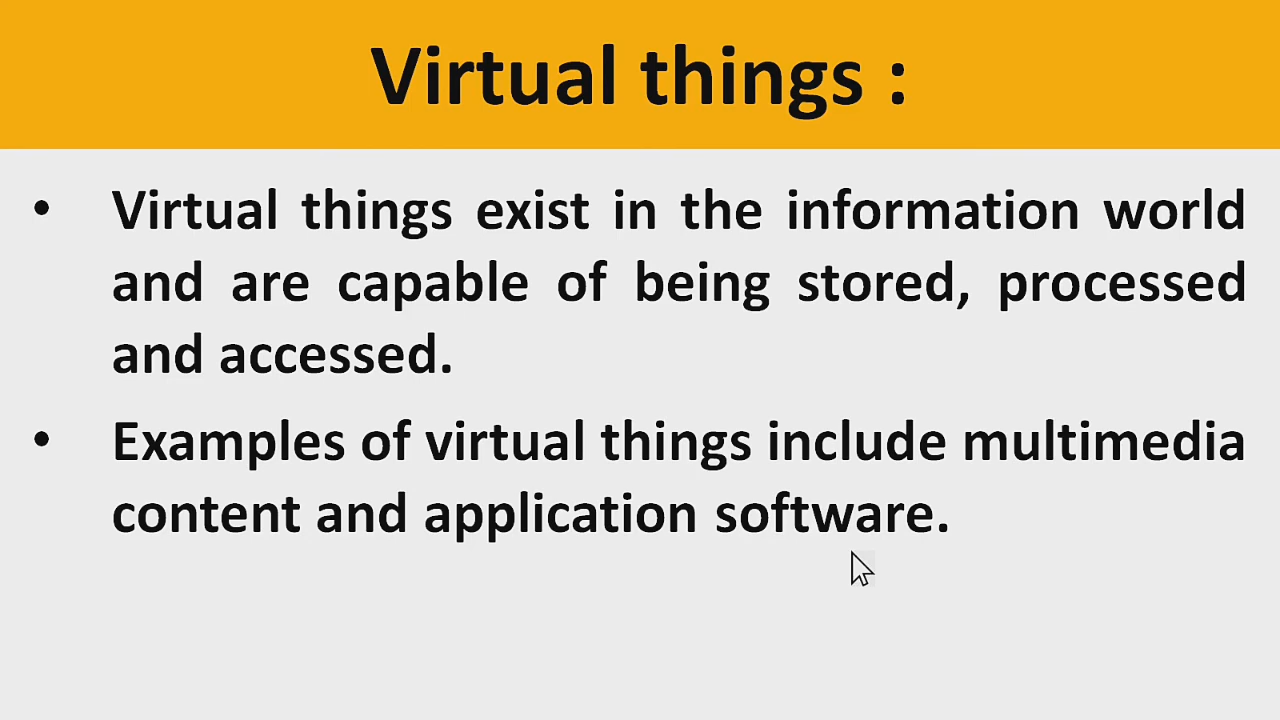 Virtual things :
• Virtual things exist in the information world
and are capable of being stored, processed
and accessed.
• Examples of virtual things include multimedia
content and application software.